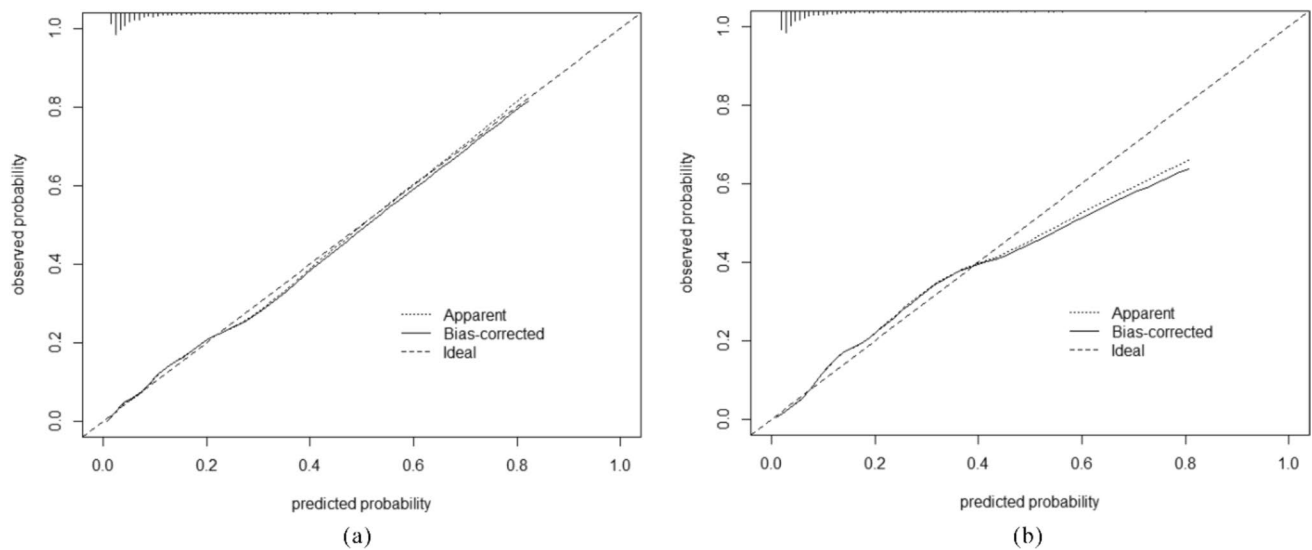 1.0
0.8
0.6
0.4
0.2
0.0
observed probability
Apparent
Bias-corrected
Ideal
0.0 0.2 0.4 0.6 0.8 1.0
predicted probability
(a)
1.0
0.8
0.6
0.4
0.2
0.0
observed probability
Apparent
Bias-corrected
Ideal
0.0 0.2 0.4 0.6 0.8 1.0
predicted probability
(b)